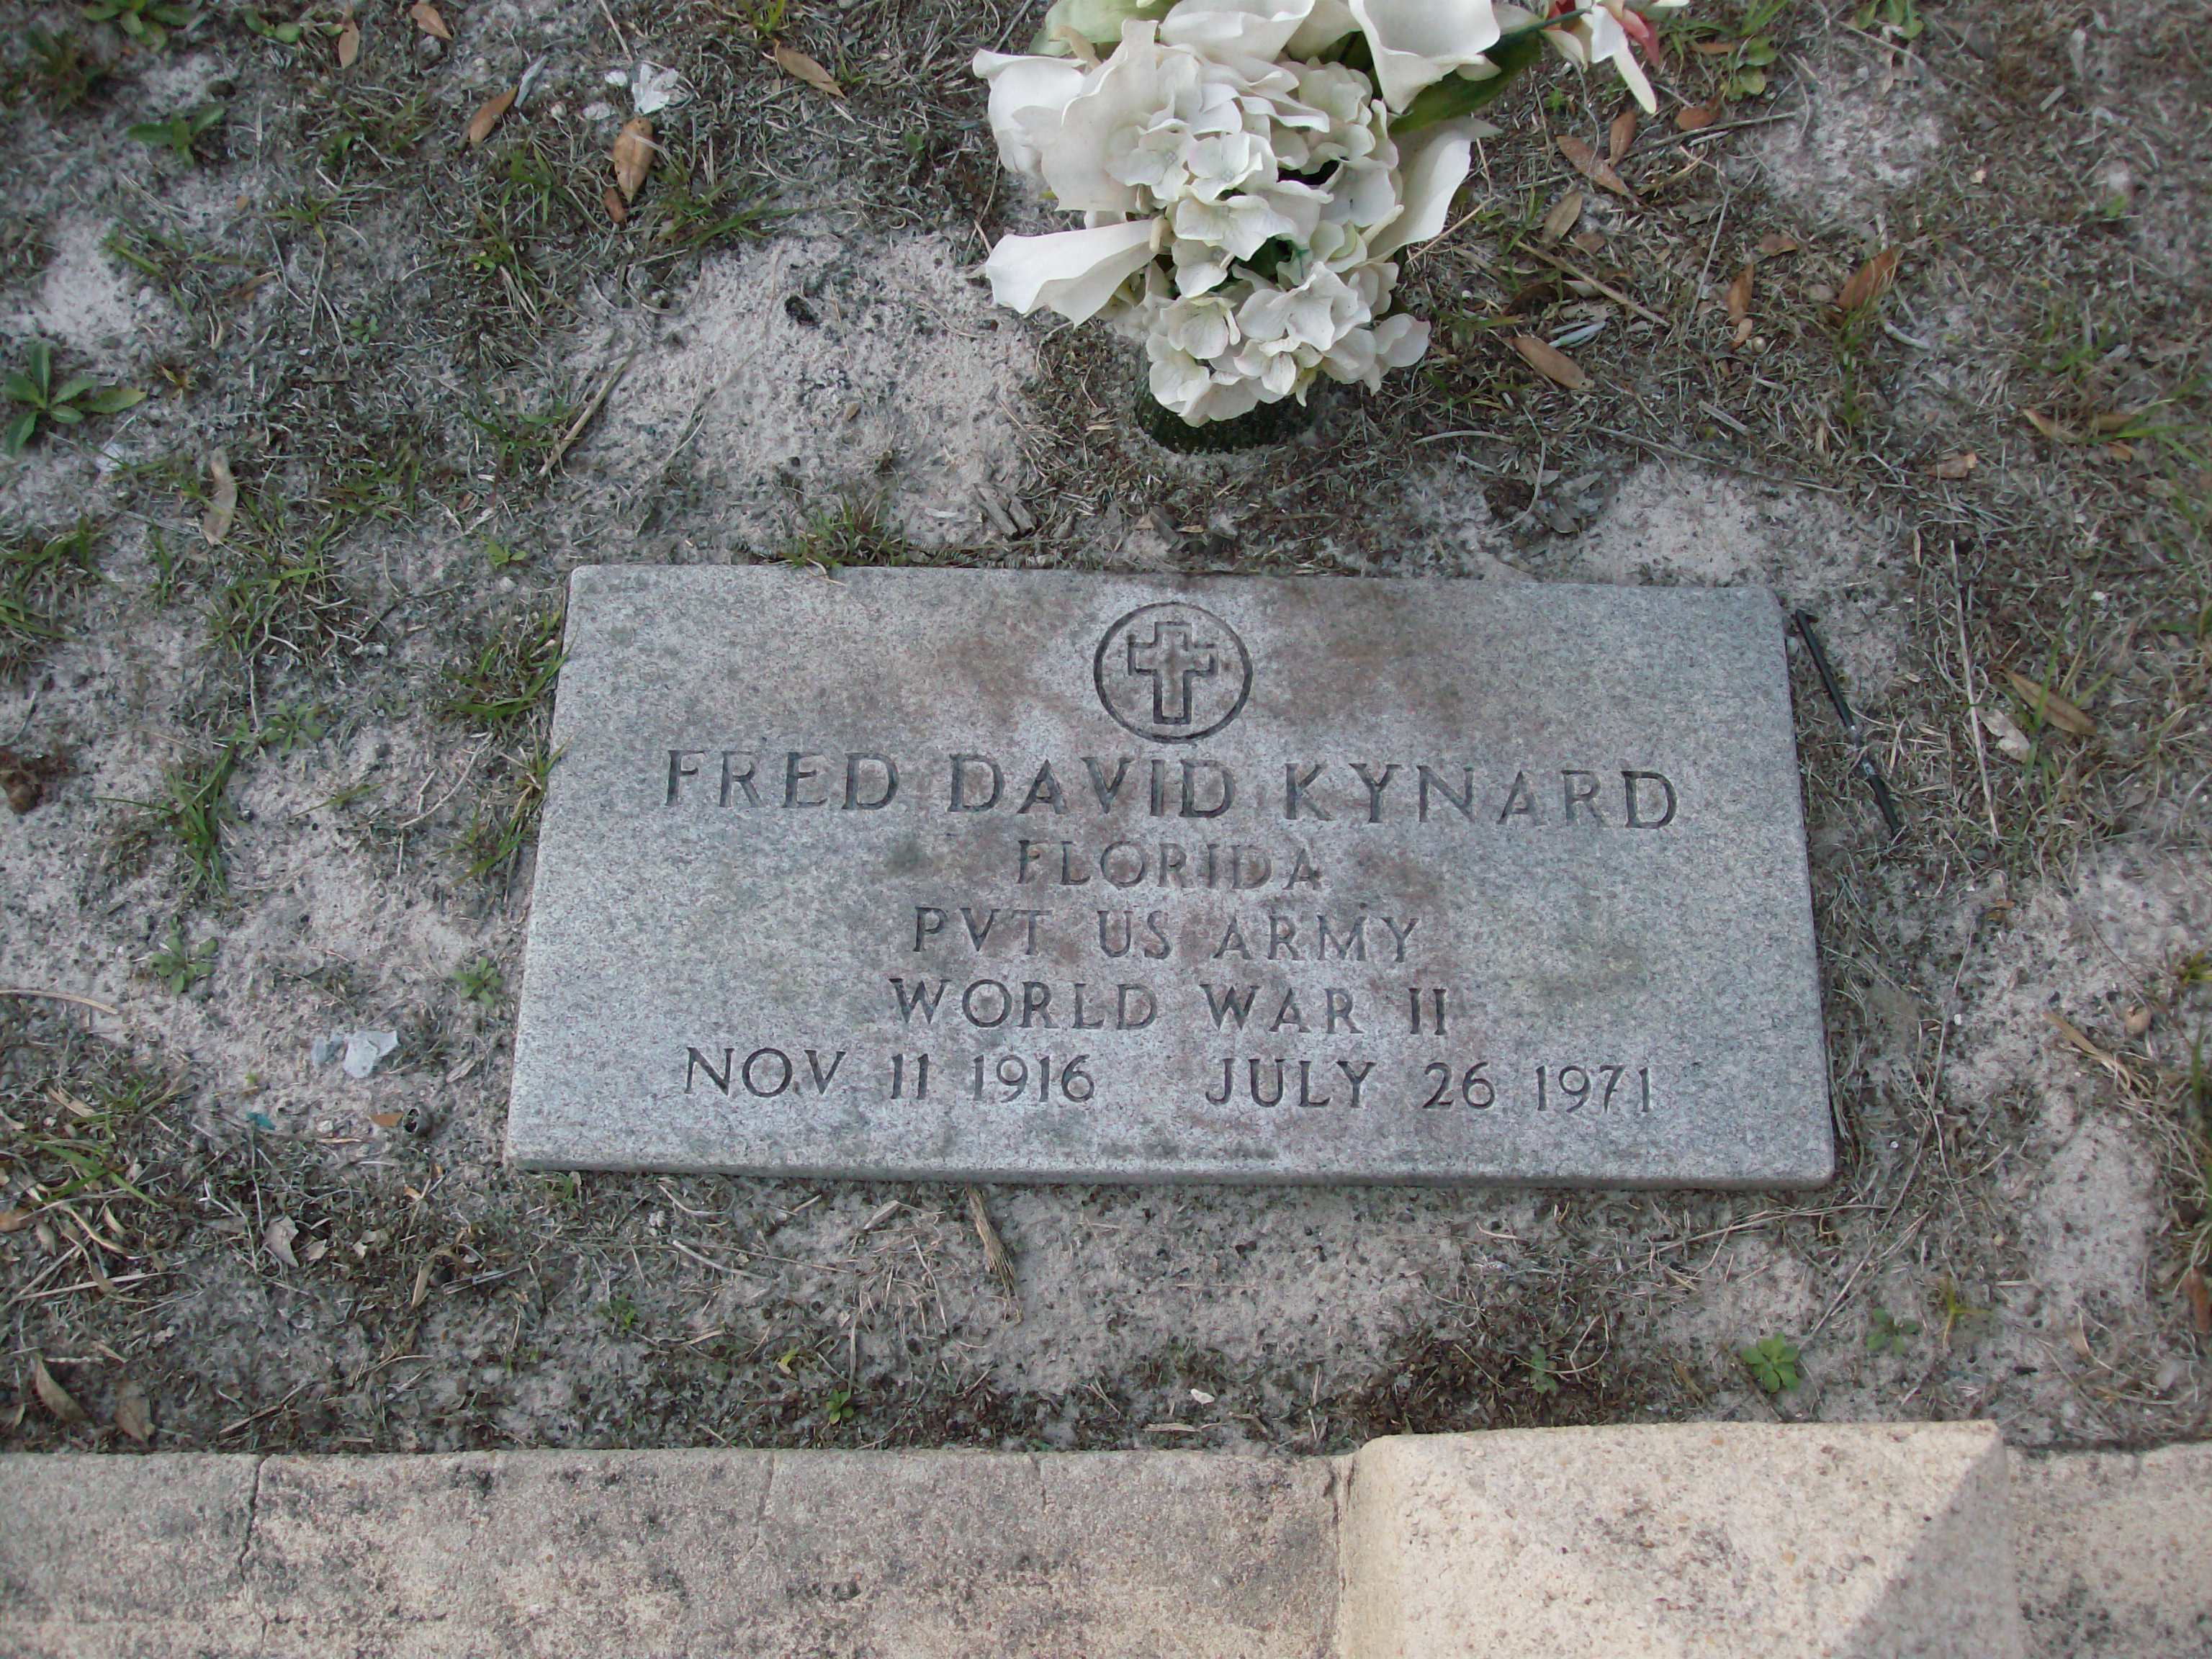 FRED DAVID KYNARD
FLORIDA
PVT US ARMY
WORLD WAR II
NOV 11 1916 JULY 26 1971